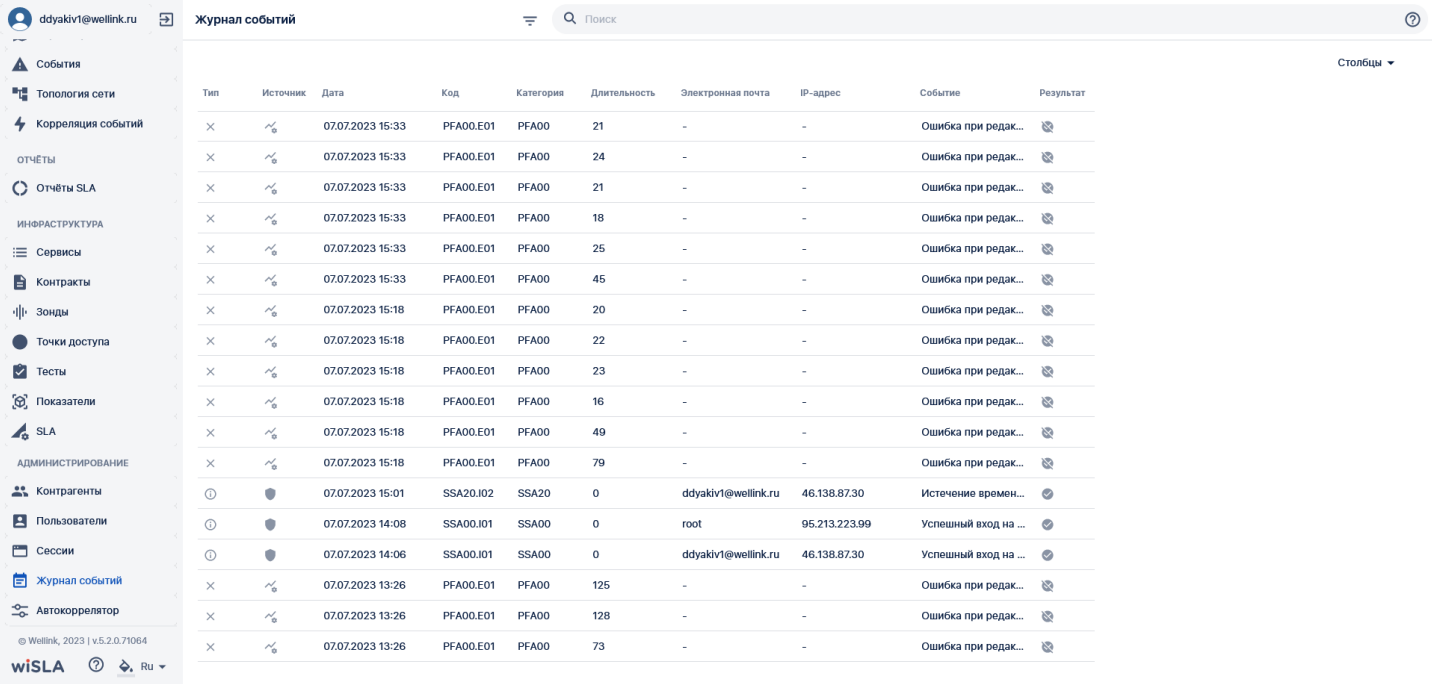 ddyakiv1@wellink.ru
События
Топология сети
Корреляция событий
ОТЧЁТЫ
Отчёты SLA
ИНФРАСТРУКТУРА
Сервисы
Контракты
Зонды
Точки доступа
Тесты
Показатели
SLA
АДМИНИСТРИРОВАНИЕ
Контрагенты
Пользователи
Сессии
Журнал событий
Автокоррелятор
© Wellink, 2023 | v.5.2.0.71064
wiSLA
Ru
Журнал событий
Поиск
Столбцы
Тип Источник Дата Код Категория Длительность Электронная почта IP-адрес Событие Результат
07.07.2023 15:33 PFA00.E01 PFA00 21 - - Ошибка при редак...
07.07.2023 15:33 PFA00.E01 PFA00 24 - - Ошибка при редак...
07.07.2023 15:33 PFA00.E01 PFA00 21 - - Ошибка при редак...
07.07.2023 15:33 PFA00.E01 PFA00 18 - - Ошибка при редак...
07.07.2023 15:33 PFA00.E01 PFA00 25 - - Ошибка при редак...
07.07.2023 15:33 PFA00.E01 PFA00 45 - - Ошибка при редак...
07.07.2023 15:18 PFA00.E01 PFA00 20 - - Ошибка при редак...
07.07.2023 15:18 PFA00.E01 PFA00 22 - - Ошибка при редак...
07.07.2023 15:18 PFA00.E01 PFA00 23 - - Ошибка при редак...
07.07.2023 15:18 PFA00.E01 PFA00 16 - - Ошибка при редак...
07.07.2023 15:18 PFA00.E01 PFA00 49 - - Ошибка при редак...
07.07.2023 15:18 PFA00.E01 PFA00 79 - - Ошибка при редак...
07.07.2023 15:01 SSA20.I02 SSA20 0 ddyakiv1@wellink.ru 46.138.87.30 Истечение времен...
07.07.2023 14:08 SSA00.I01 SSA00 0 root 95.213.223.99 Успешный вход на ...
07.07.2023 14:06 SSA00.I01 SSA00 0 ddyakiv1@wellink.ru 46.138.87.30 Успешный вход на ...
07.07.2023 13:26 PFA00.E01 PFA00 125 - - Ошибка при редак...
07.07.2023 13:26 PFA00.E01 PFA00 128 - - Ошибка при редак...
07.07.2023 13:26 PFA00.E01 PFA00 73 - - Ошибка при редак...